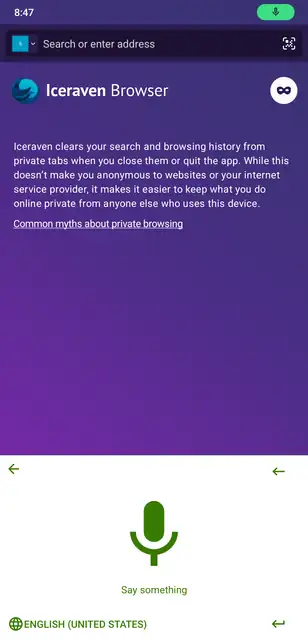 8:47
Search or enter address
Iceraven Browser
Iceraven clears your search and browsing history from
private tabs when you close them or quit the app. While this
doesn’t make you anonymous to websites or your internet
service provider, it makes it easier to keep what you do
online private from anyone else who uses this device.
Common myths about private browsing
Say something
ENGLISH (UNITED STATES)